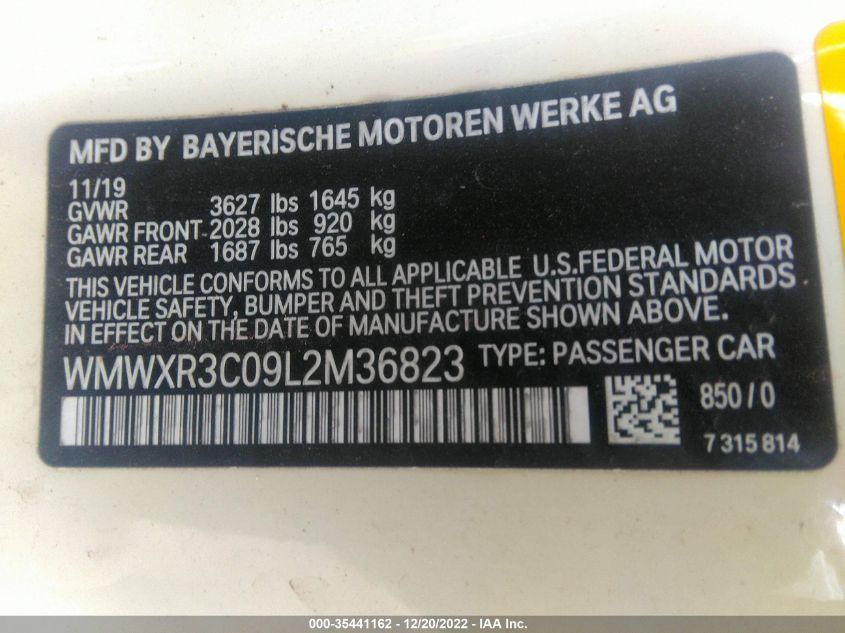 MFD BY BAYERISCHE MOTOREN WERKE AG
11/19
GVWR 3627 lbs 1645 kg
GAWR FRONT 2028 lbs 920 kg
GAWR REAR 1687 lbs 765 kg
THIS VEHICLE CONFORMS TO ALL APPLICABLE U.S.FEDERAL MOTOR
VEHICLE SAFETY, BUMPER AND THEFT PREVENTION STANDARDS
IN EFFECT ON THE DATE OF MANUFACTURE SHOWN ABOVE.
WMWXR3C09L2M36823 TYPE: PASSENGER CAR
850 / 0
7 315 814
000-35441162 - 12/20/2022 - IAA Inc.